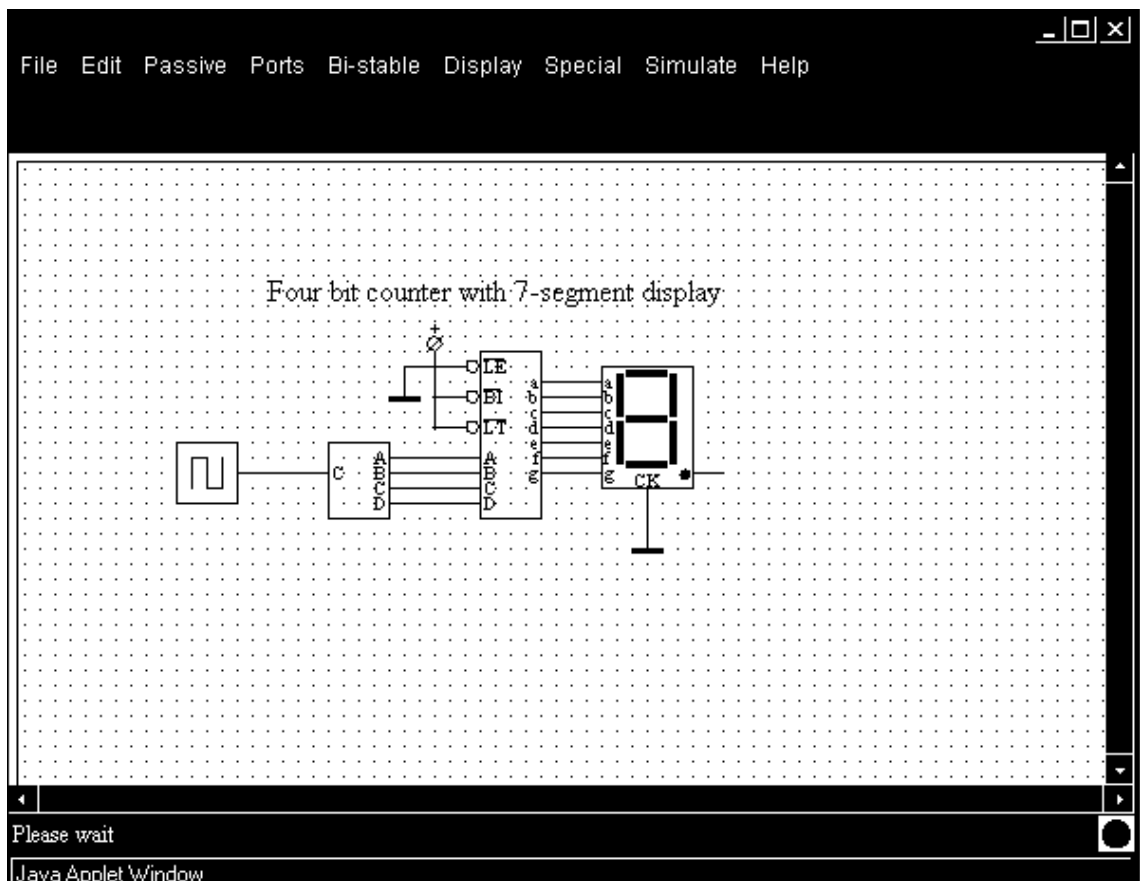 File Edit Passive Ports Bi-stable Display Special Simulate Help
Four bit counter with 7-segment display
+
LE
BI
LT
a
b
c
d
e
f
g
a
b
c
d
e
f
g
CK
C
A
B
C
D
A
B
C
D
Please wait
Java Applet Window